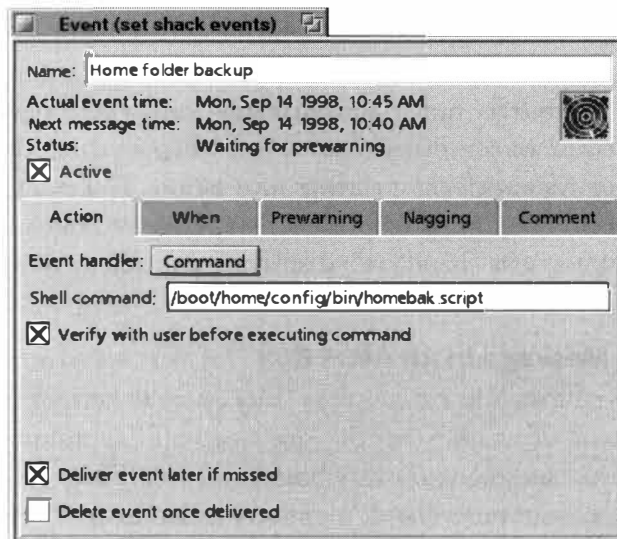 Event (set shack events)
Name: Home folder backup
Actual event time: Mon, Sep 14 1998, 10:45 AM
Next message time: Mon, Sep 14 1998, 10:40 AM
Status: Waiting for prewarning
Active
Action When Prewarning Nagging Comment
Event handler: Command
Shell command: /boot/home/config/bin/homebak.script
Verify with user before executing command
Deliver event later if missed
Delete event once delivered